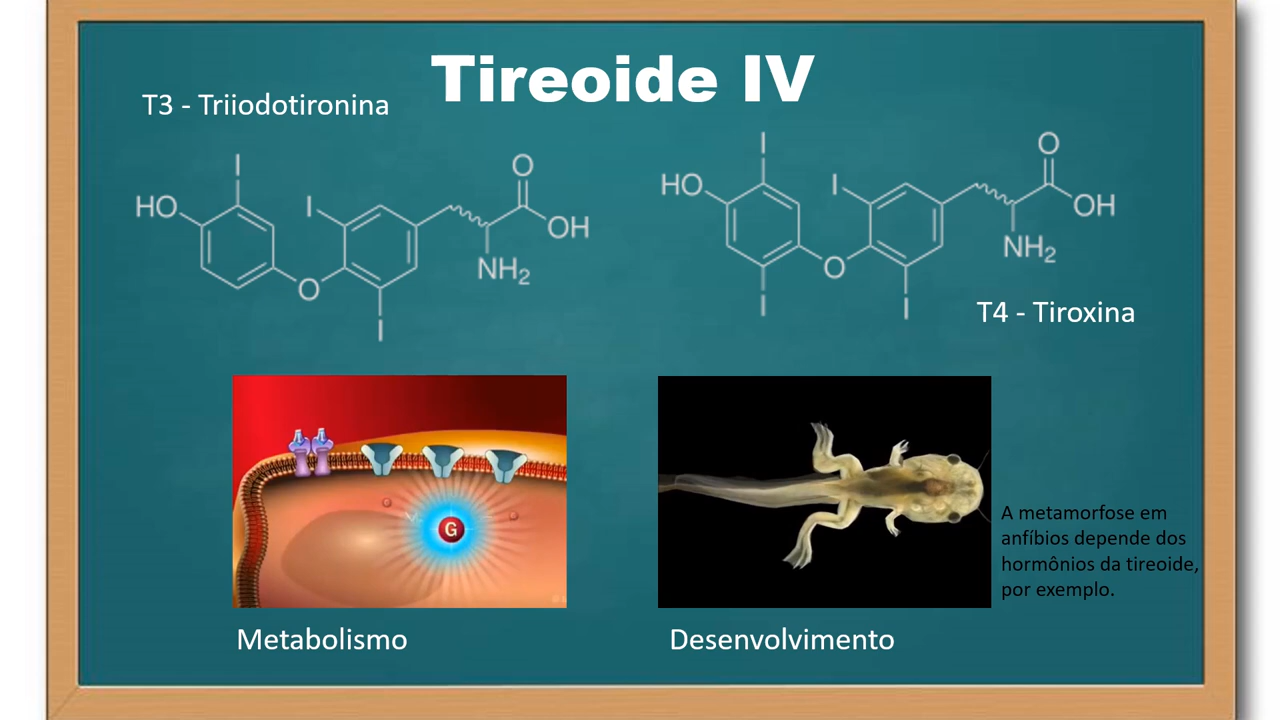 Tireoide IV
T3 - Triiodotironina
I
HO
I
O
OH
NH₂
O
I
I
HO
I
O
OH
NH₂
O
I
I
T4 - Tiroxina
G
A metamorfose em
anfíbios depende dos
hormônios da tireoide,
por exemplo.
Metabolismo
Desenvolvimento